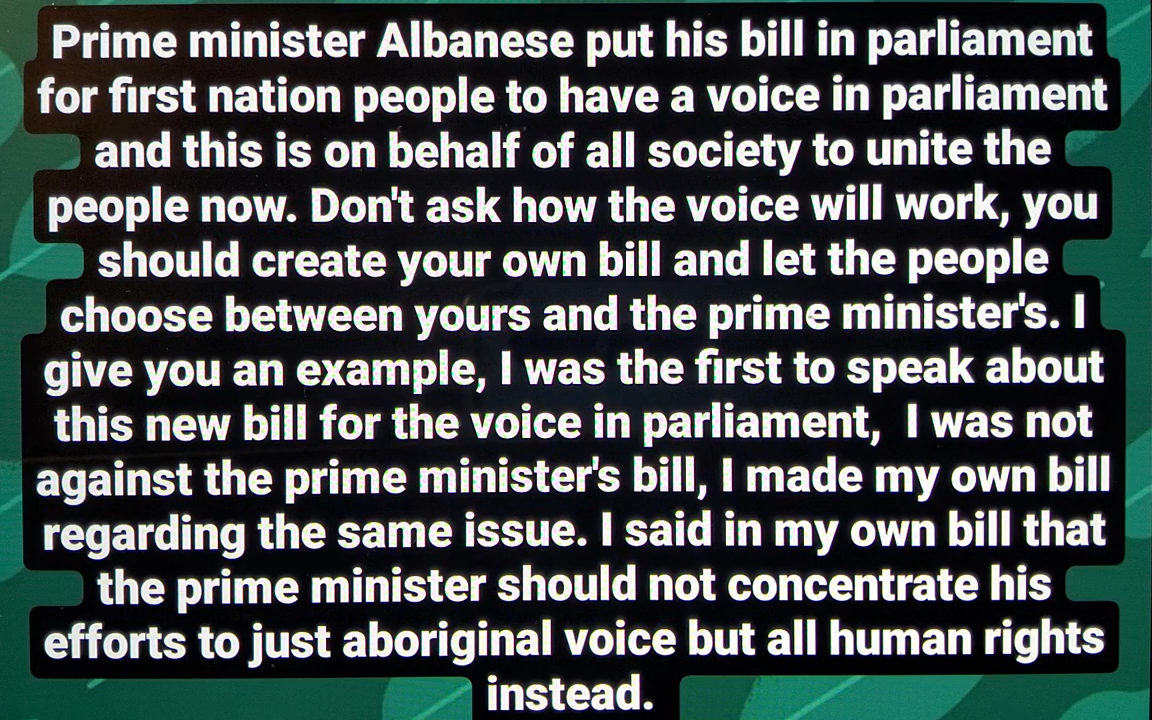 Prime minister Albanese put his bill in parliament
for first nation people to have a voice in parliament
and this is on behalf of all society to unite the
people now. Don't ask how the voice will work, you
should create your own bill and let the people
choose between yours and the prime minister's. I
give you an example, I was the first to speak about
this new bill for the voice in parliament,  I was not
against the prime minister's bill, I made my own bill
regarding the same issue. I said in my own bill that
the prime minister should not concentrate his
efforts to just aboriginal voice but all human rights
instead.